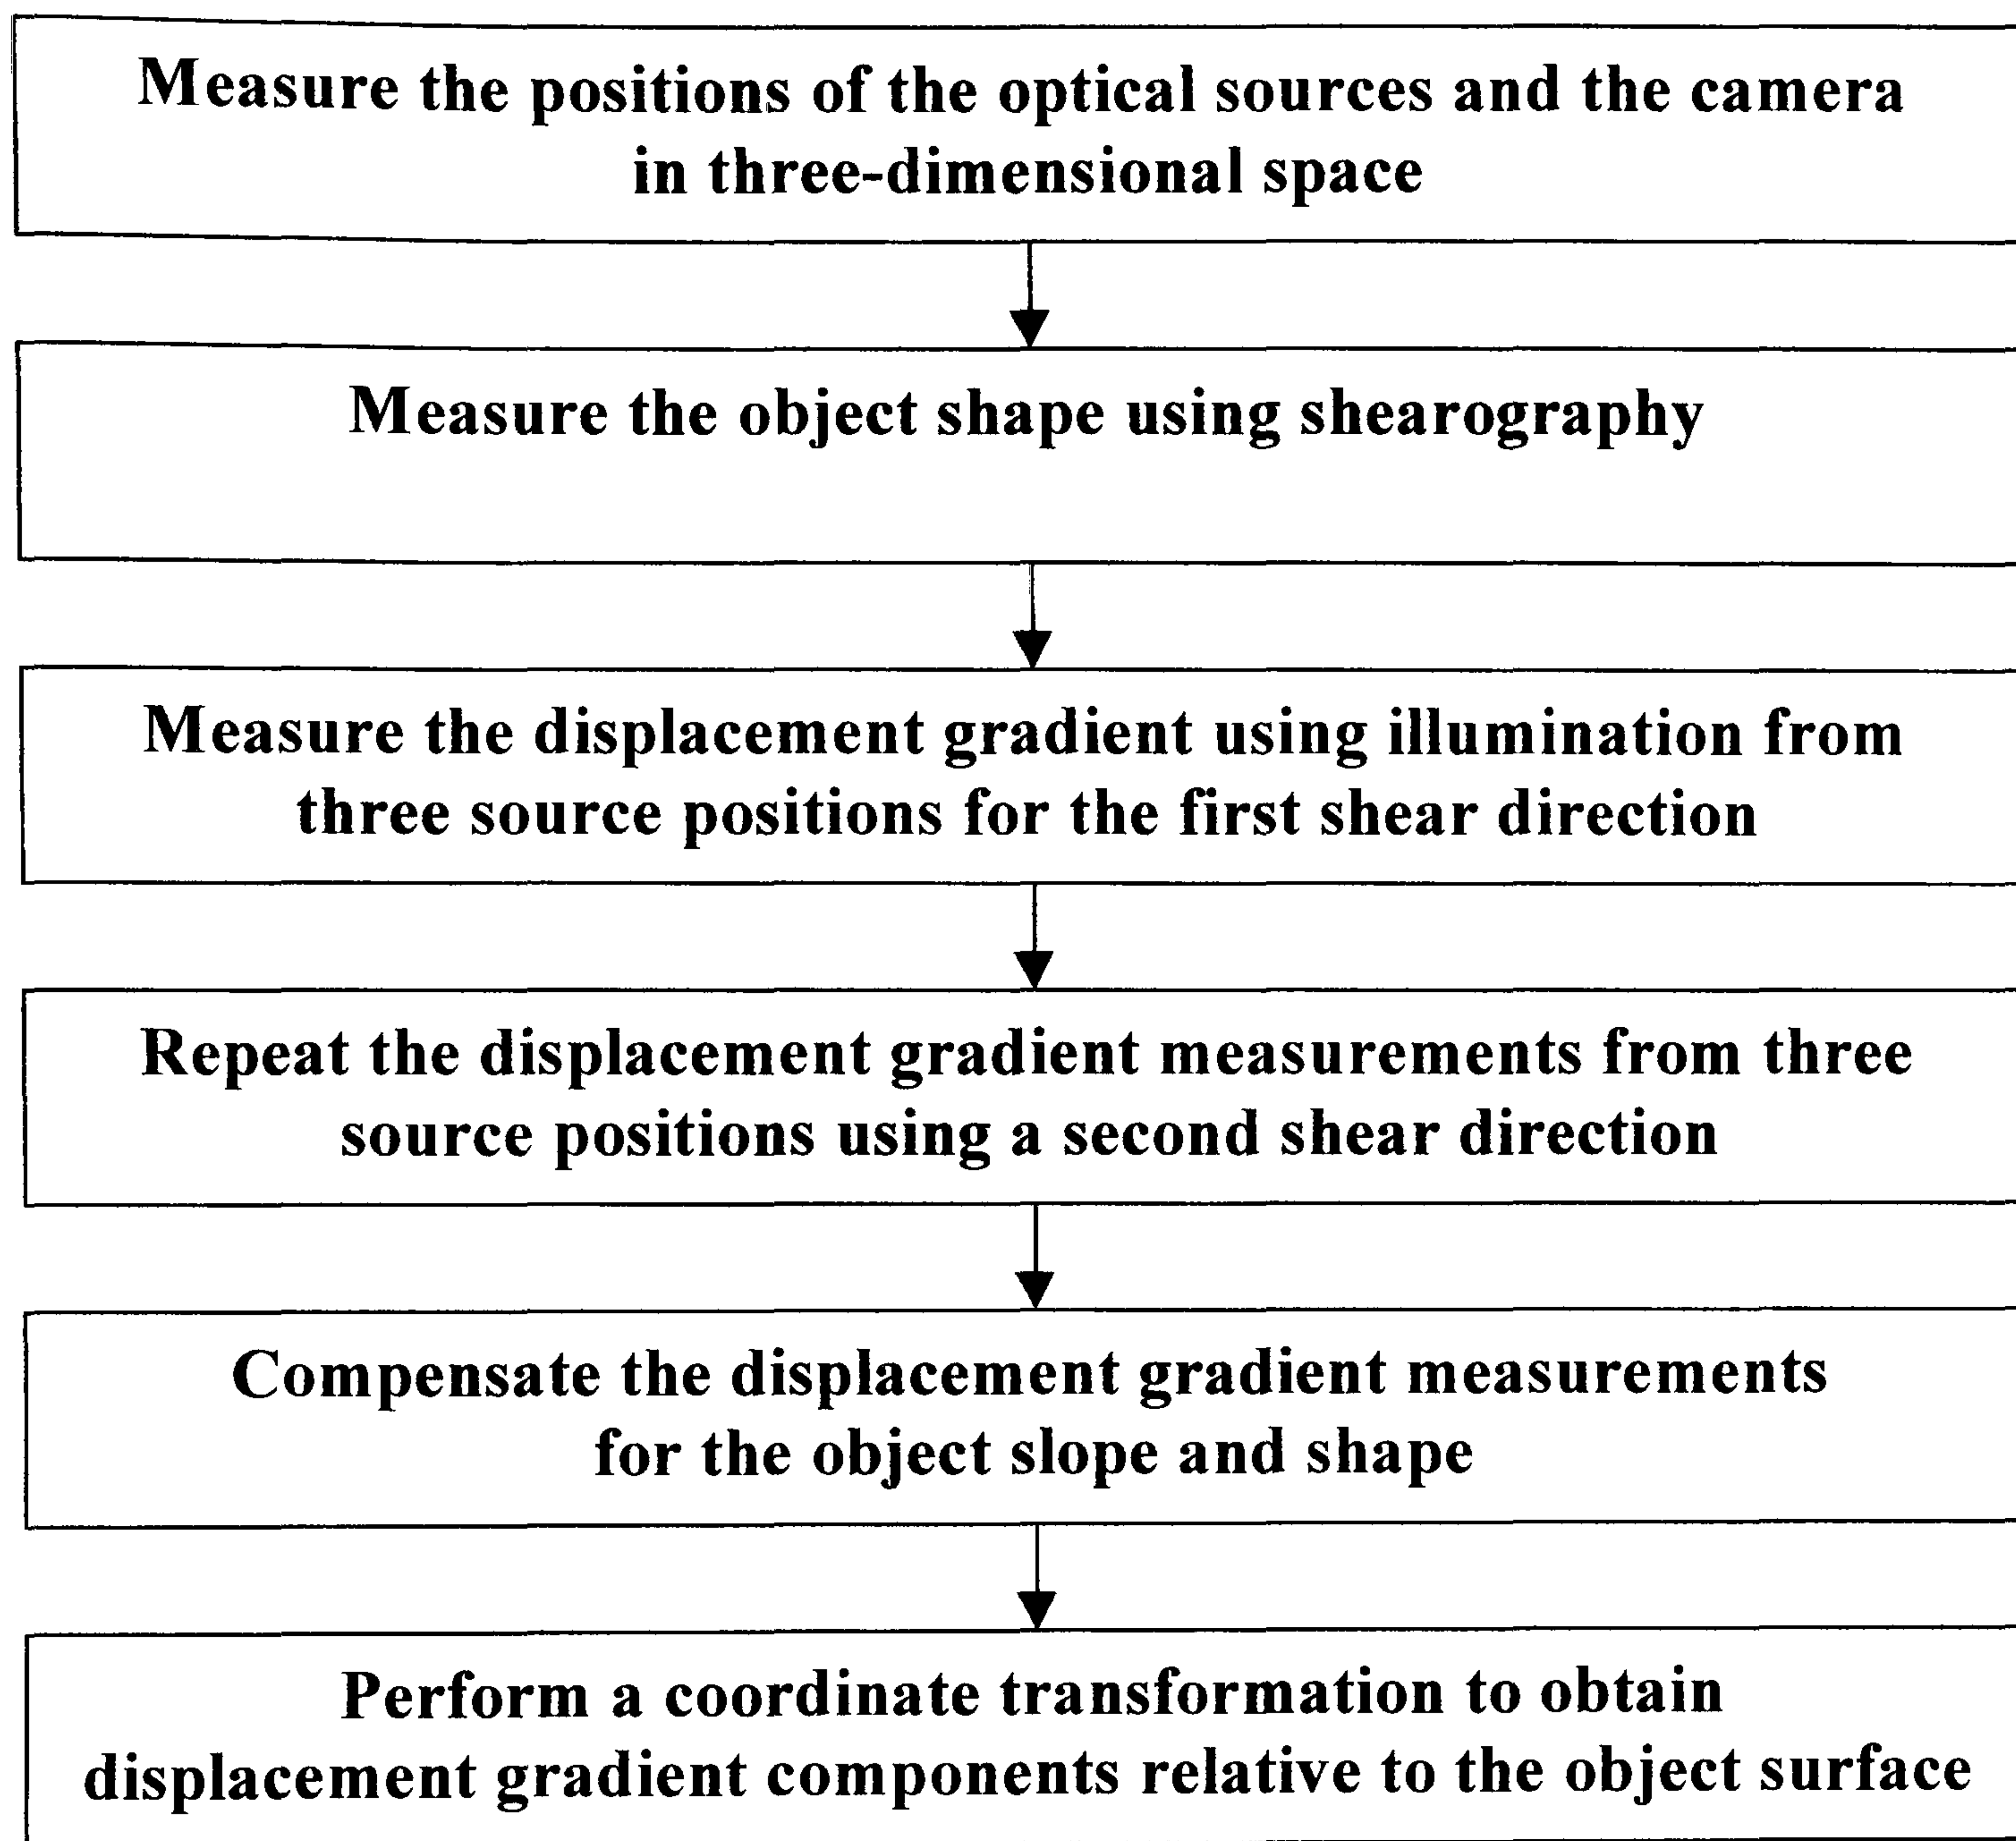 Measure the positions of the optical sources and the camera
in three-dimensional space
Measure the object shape using shearography
Measure the displacement gradient using illumination from
three source positions for the first shear direction
Repeat the displacement gradient measurements from three
source positions using a second shear direction
Compensate the displacement gradient measurements
for the object slope and shape
Perform a coordinate transformation to obtain
displacement gradient components relative to the object surface